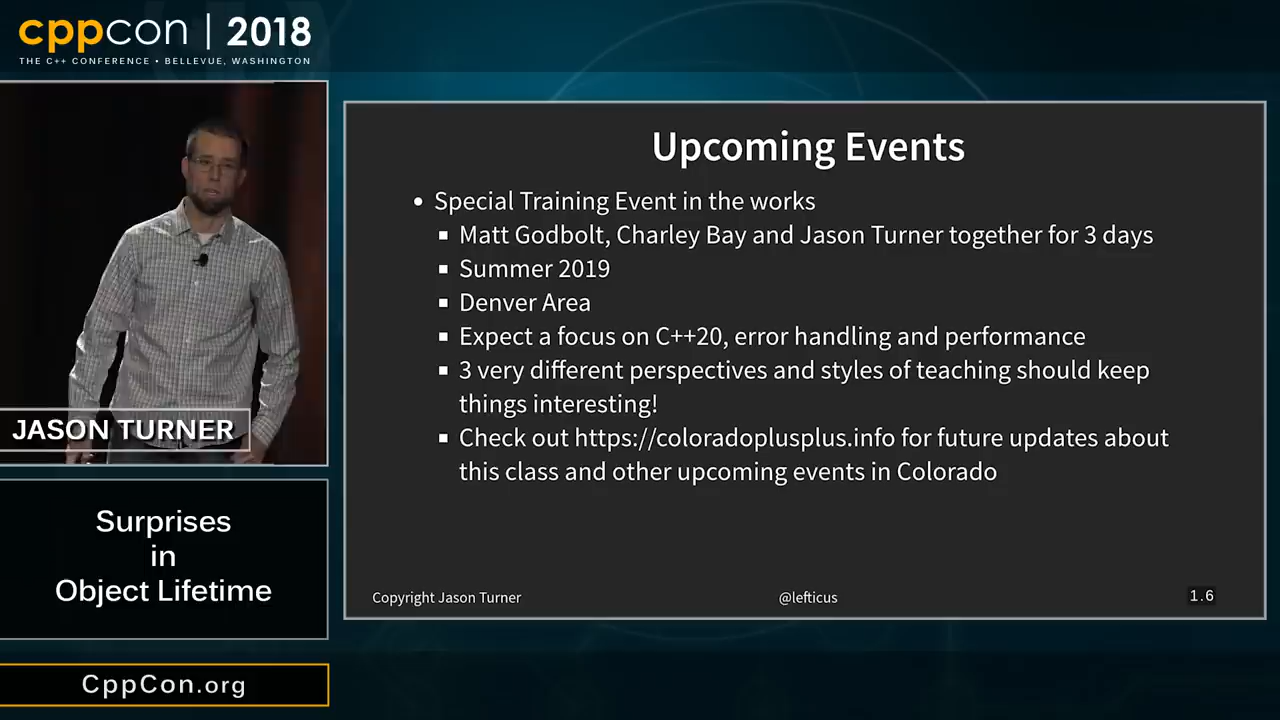 cppcon | 2018
THE C++ CONFERENCE • BELLEVUE, WASHINGTON
JASON TURNER
Surprises
in
Object Lifetime
CppCon.org
Upcoming Events
• Special Training Event in the works
▪ Matt Godbolt, Charley Bay and Jason Turner together for 3 days
▪ Summer 2019
▪ Denver Area
▪ Expect a focus on C++20, error handling and performance
▪ 3 very different perspectives and styles of teaching should keep
things interesting!
▪ Check out https://coloradoplusplus.info for future updates about
this class and other upcoming events in Colorado
Copyright Jason Turner
@lefticus
1.6